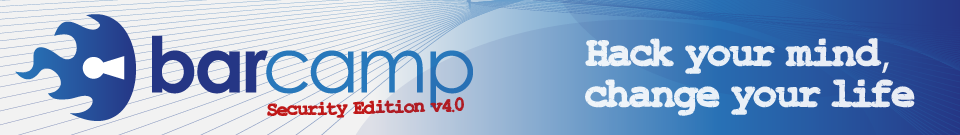 barcamp
Security Edition v4.0
Hack your mind,
change your life